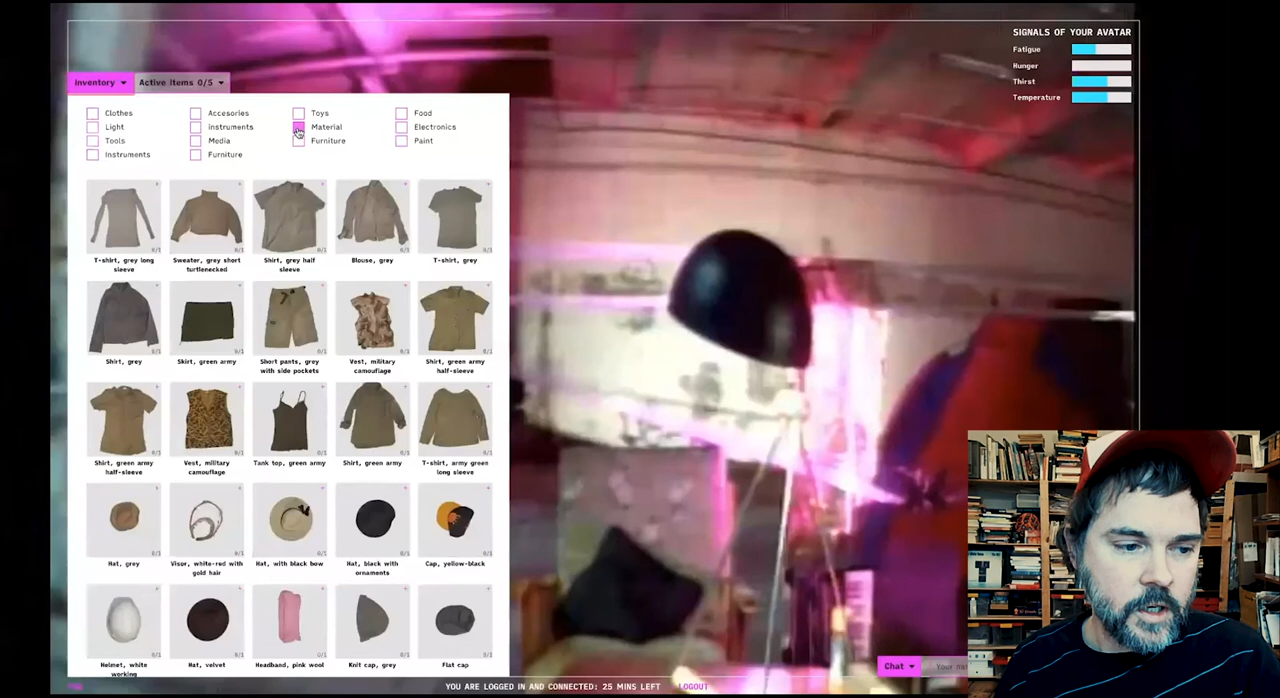 SIGNALS OF YOUR AVATAR
Fatigue
Hunger
Thirst
Temperature
Inventory
Active Items 0/5
Clothes
Accesories
Toys
Food
Light
instruments
Material
Electronics
Tools
Media
Furniture
Paint
Instruments
Furniture
T-shirt, grey long
sleeve
Sweater, grey short
turtlenecked
Shirt, grey half
sleeve
Blouse, grey
T-shirt, grey
Shirt, grey
Skirt, green army
Short pants, grey
with side pockets
Vest, military
camouflage
Shirt, green army
half-sleeve
Shirt, green army
half-sleeve
Vest, military
camouflage
Tank top, green army
Shirt, green army
T-shirt, army green
long sleeve
Hat, grey
Visor, white-red with
gold hair
Hat, with black bow
Hat, black with
ornaments
Cap, yellow-black
Helmet, white
working
Hat, velvet
Headband, pink wool
Knit cap, grey
Flat cap
Chat
YOU ARE LOGGED IN AND CONNECTED: 25 MINS LEFT
LOGOUT